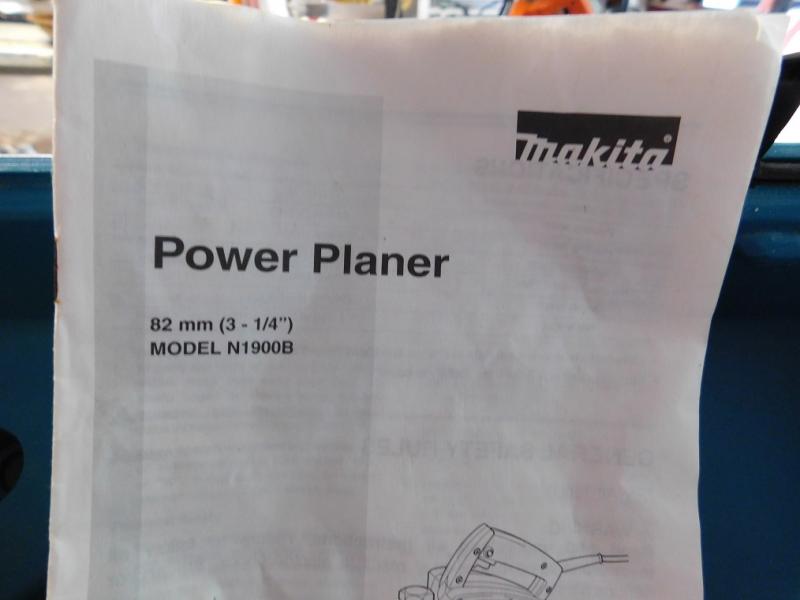 makita
Power Planer
82 mm (3 - 1/4")
MODEL N1900B